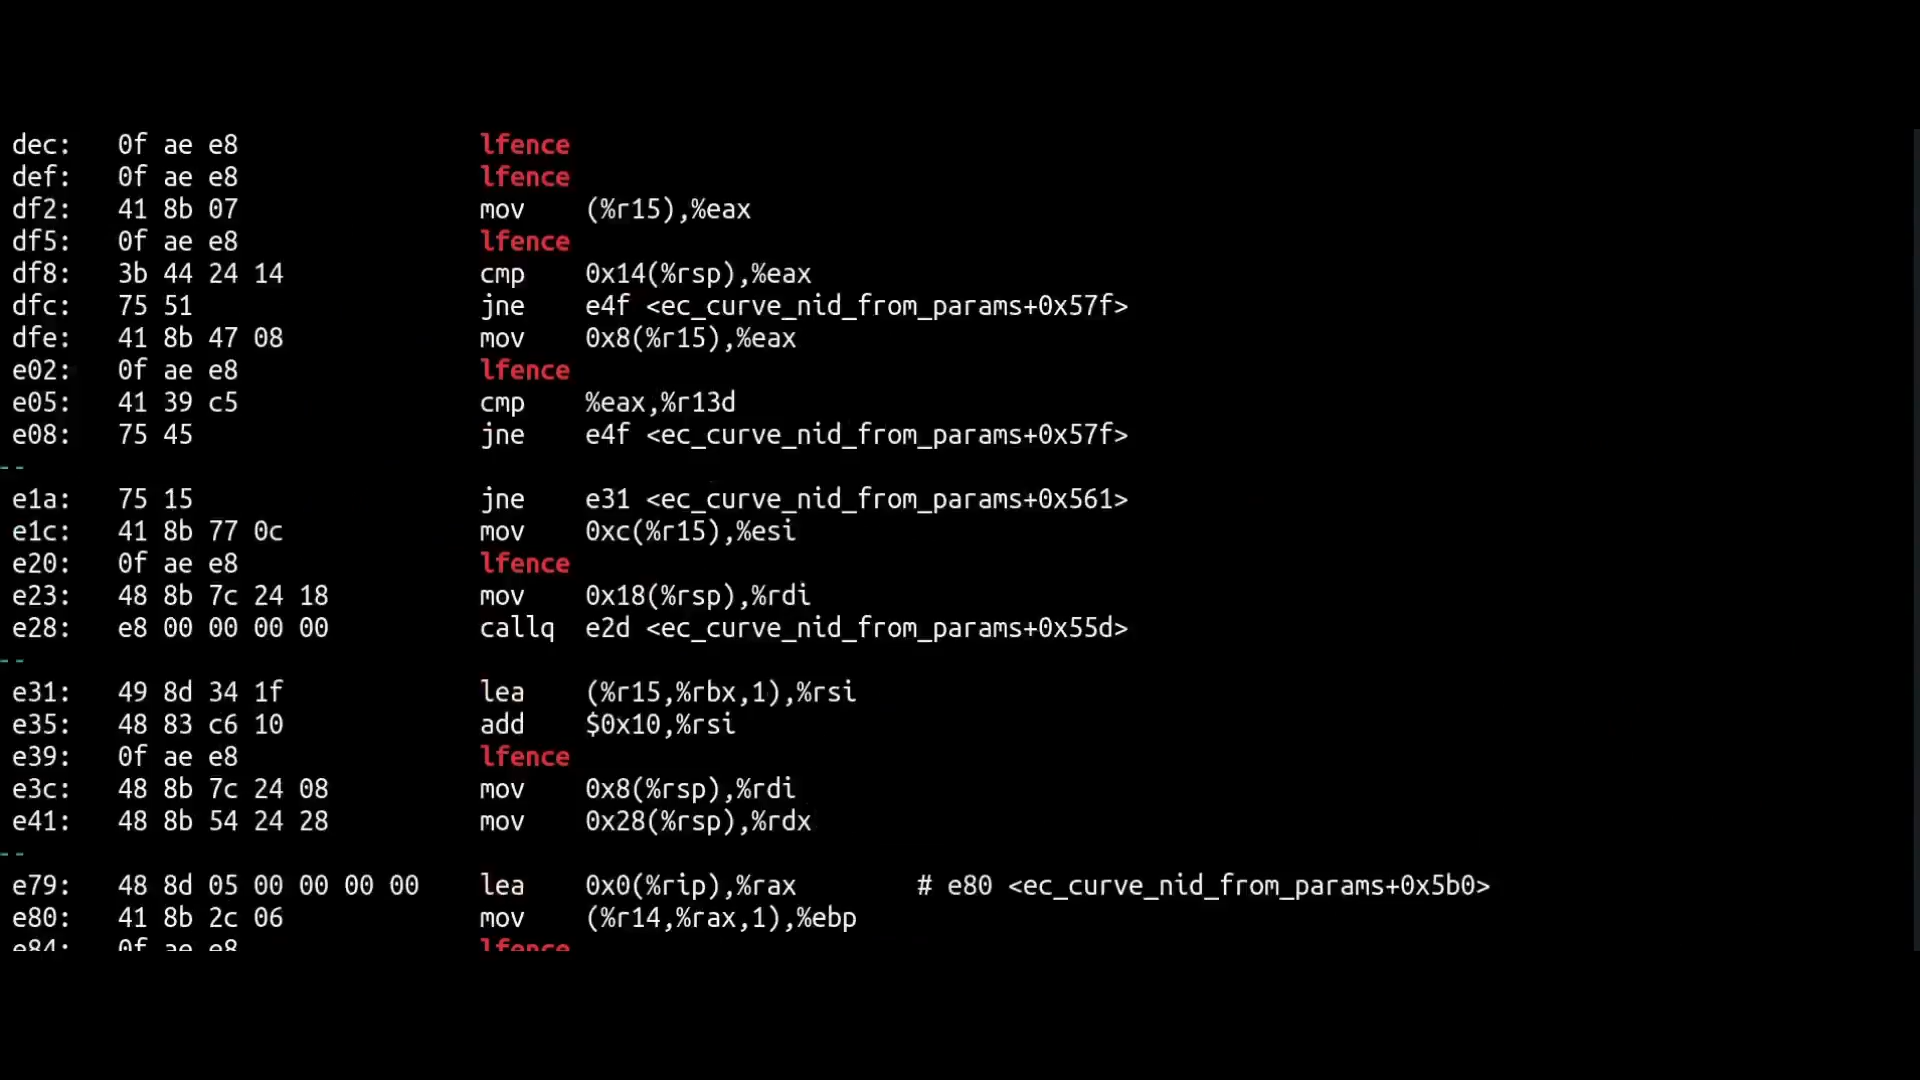 dec: 0f ae e8 lfence
def: 0f ae e8 lfence
df2: 41 8b 07 mov (%r15),%eax
df5: 0f ae e8 lfence
df8: 3b 44 24 14 cmp 0x14(%rsp),%eax
dfc: 75 51 jne e4f <ec_curve_nid_from_params+0x57f>
dfe: 41 8b 47 08 mov 0x8(%r15),%eax
e02: 0f ae e8 lfence
e05: 41 39 c5 cmp %eax,%r13d
e08: 75 45 jne e4f <ec_curve_nid_from_params+0x57f>
--
e1a: 75 15 jne e31 <ec_curve_nid_from_params+0x561>
e1c: 41 8b 77 0c mov 0xc(%r15),%esi
e20: 0f ae e8 lfence
e23: 48 8b 7c 24 18 mov 0x18(%rsp),%rdi
e28: e8 00 00 00 00 callq e2d <ec_curve_nid_from_params+0x55d>
--
e31: 49 8d 34 1f lea (%r15,%rbx,1),%rsi
e35: 48 83 c6 10 add $0x10,%rsi
e39: 0f ae e8 lfence
e3c: 48 8b 7c 24 08 mov 0x8(%rsp),%rdi
e41: 48 8b 54 24 28 mov 0x28(%rsp),%rdx
--
e79: 48 8d 05 00 00 00 00 lea 0x0(%rip),%rax # e80 <ec_curve_nid_from_params+0x5b0>
e80: 41 8b 2c 06 mov (%r14,%rax,1),%ebp
e84: 0f ae e8 lfence